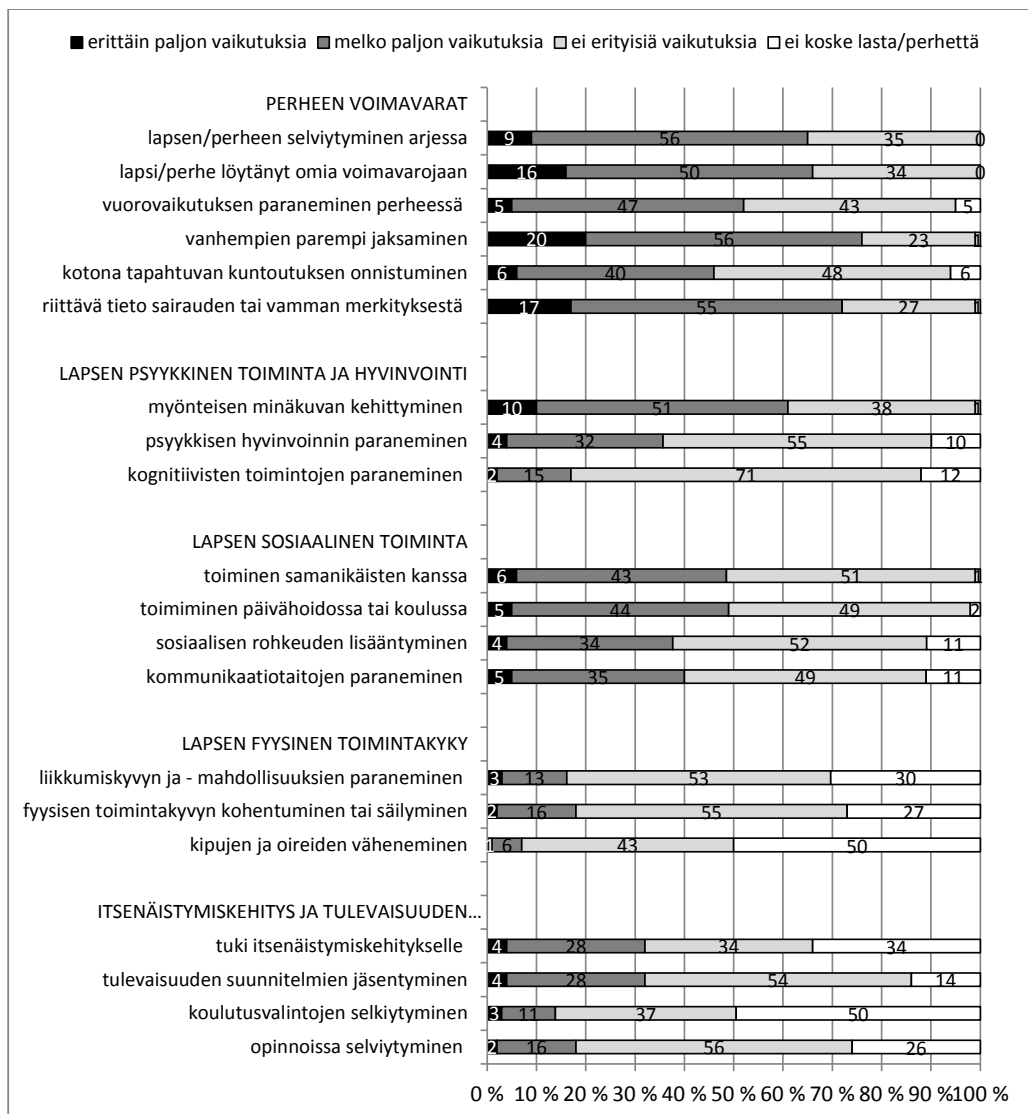 erittäin paljon vaikutuksia melko paljon vaikutuksia ei erityisiä vaikutuksia ei koske lasta/perhettä
PERHEEN VOIMAVARAT
lapsen/perheen selviytyminen arjessa 9 56 35 0
lapsi/perhe löytänyt omia voimavarojaan 16 50 34 0
vuorovaikutuksen paraneminen perheessä 5 47 43 5
vanhempien parempi jaksaminen 20 56 23 1
kotona tapahtuvan kuntoutuksen onnistuminen 6 40 48 6
riittävä tieto sairauden tai vamman merkityksestä 17 55 27 1
LAPSEN PSYYKKINEN TOIMINTA JA HYVINVOINTI
myönteisen minäkuvan kehittyminen 10 51 38 1
psyykkisen hyvinvoinnin paraneminen 4 32 55 10
kognitiivisten toimintojen paraneminen 2 15 71 12
LAPSEN SOSIAALINEN TOIMINTA
toiminen samanikäisten kanssa 6 43 51 1
toimiminen päivähoidossa tai koulussa 5 44 49 2
sosiaalisen rohkeuden lisääntyminen 4 34 52 11
kommunikaatiotaitojen paraneminen 5 35 49 11
LAPSEN FYYSINEN TOIMINTAKYKY
liikkumiskyvyn ja - mahdollisuuksien paraneminen 3 13 53 30
fyysisen toimintakyvyn kohentuminen tai säilyminen 2 16 55 27
kipujen ja oireiden väheneminen 1 6 43 50
ITSENÄISTYMISKEHITYS JA TULEVAISUUDEN...
tuki itsenäistymiskehitykselle 4 28 34 34
tulevaisuuden suunnitelmien jäsentyminen 4 28 54 14
koulutusvalintojen selkiytyminen 3 11 37 50
opinnoissa selviytyminen 2 16 56 26
0 % 10 % 20 % 30 % 40 % 50 % 60 % 70 % 80 % 90 % 100 %